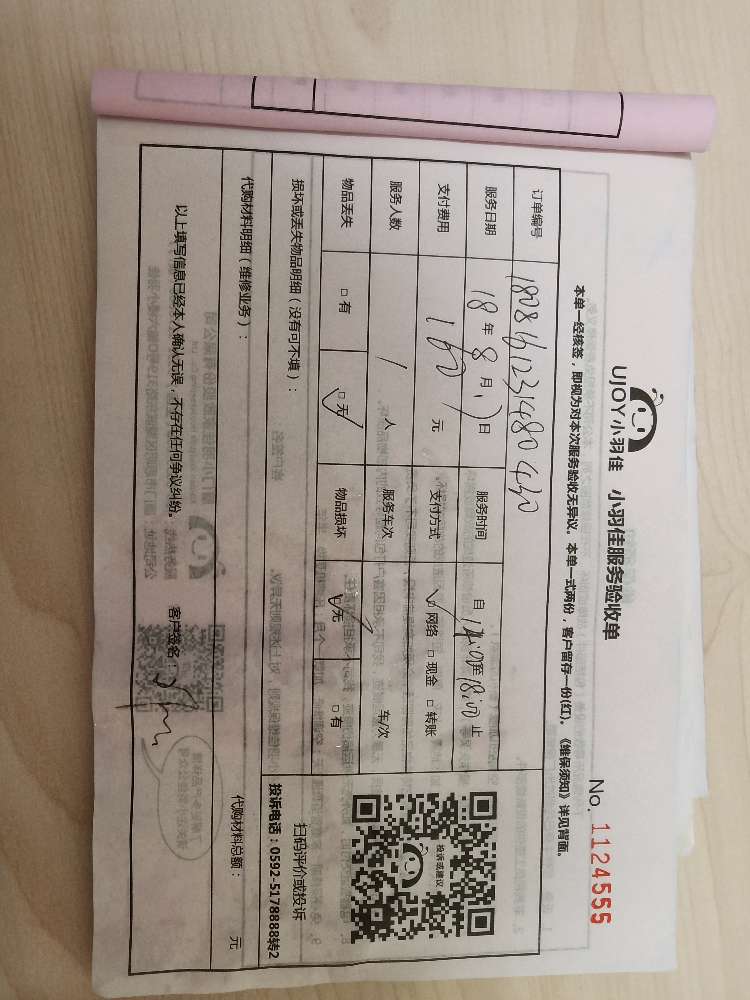 UJOY小羽佳 小羽佳服务验收单
No. 1124555
本单一经核签，即视为对本次服务验收无异议。本单一式两份，客户留存一份(红)。《维保须知》详见背面。
订单编号
服务日期 18 年 8 月 17 日 服务时间 自 14:00 至 18:00 止
支付费用 160 元 支付方式 □ 网络 □ 现金 □ 转账
服务人数 1 人 服务车次 车/次
物品丢失 □ 有 □ 无 物品损坏 □ 无 □ 有
投诉或建议
扫码评价或投诉
投诉电话：0592-5178888转2
损坏或丢失物品明细（没有可不填）：
代购材料明细（维修业务）： 代购材料总额： 元
以上填写信息已经本人确认无误，不存在任何争议纠纷。 客户签名：